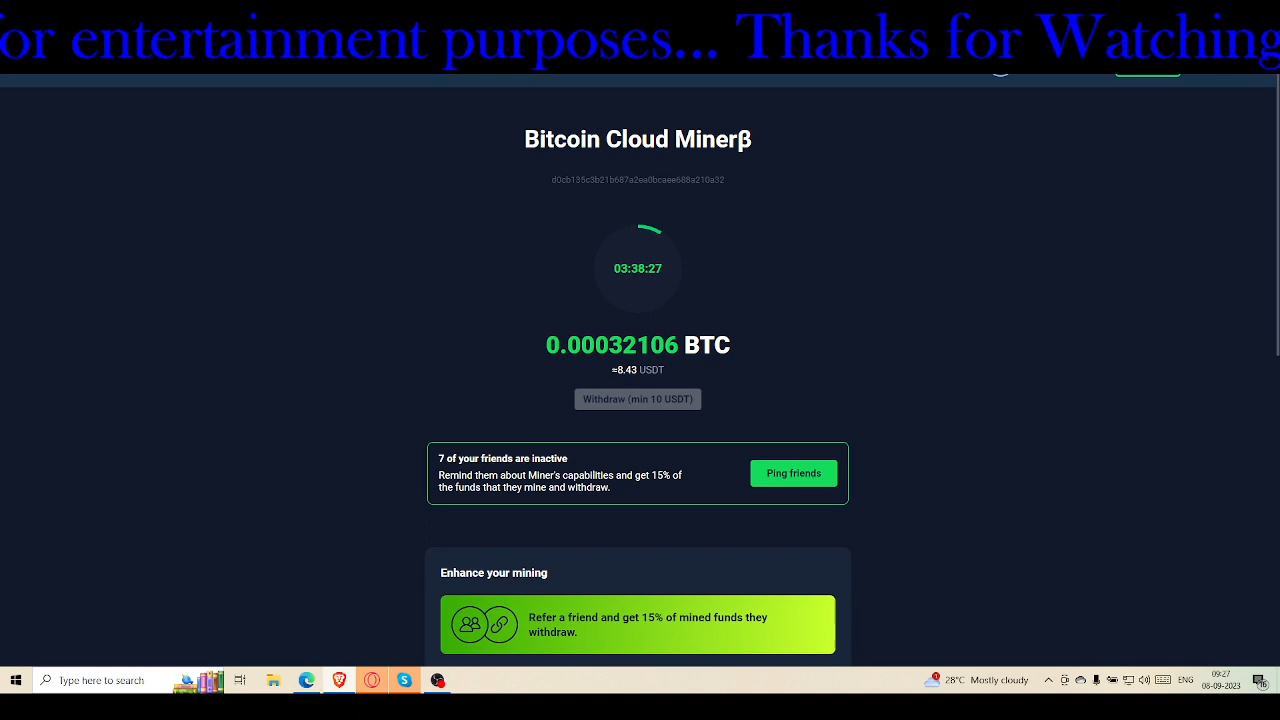 for entertainment purposes... Thanks for Watching
Bitcoin Cloud Minerβ
d0cb135c3b21b687a2ea0bcaee688a210a32
03:38:27
0.00032106 BTC
≈8.43 USDT
Withdraw (min 10 USDT)
7 of your friends are inactive
Remind them about Miner's capabilities and get 15% of
the funds that they mine and withdraw.
Ping friends
Enhance your mining
Refer a friend and get 15% of mined funds they
withdraw.
Type here to search
28°C Mostly cloudy
ENG
09:27
08-09-2023
16